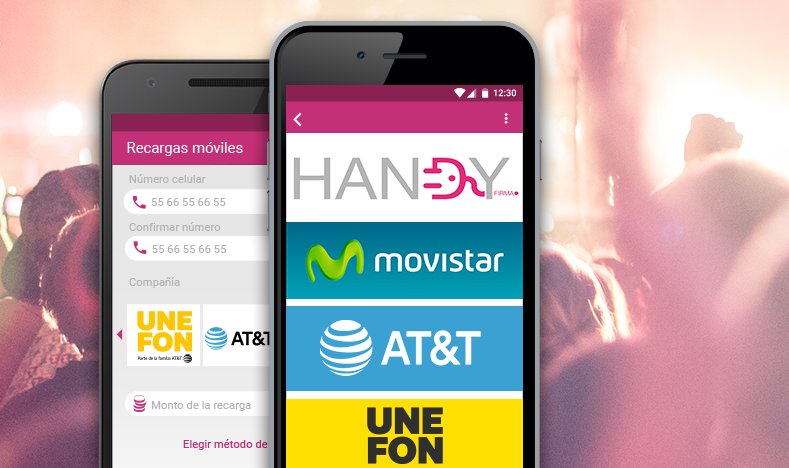 Recargas móviles
Número celular
55 66 55 66 55
Confirmar número
55 66 55 66 55
Compañía
UNE
FON
Parte de la familia AT&T
AT&T
Monto de la recarga
Elegir método de
12:30
HANDY
FIRMA
movistar
AT&T
UNE
FON